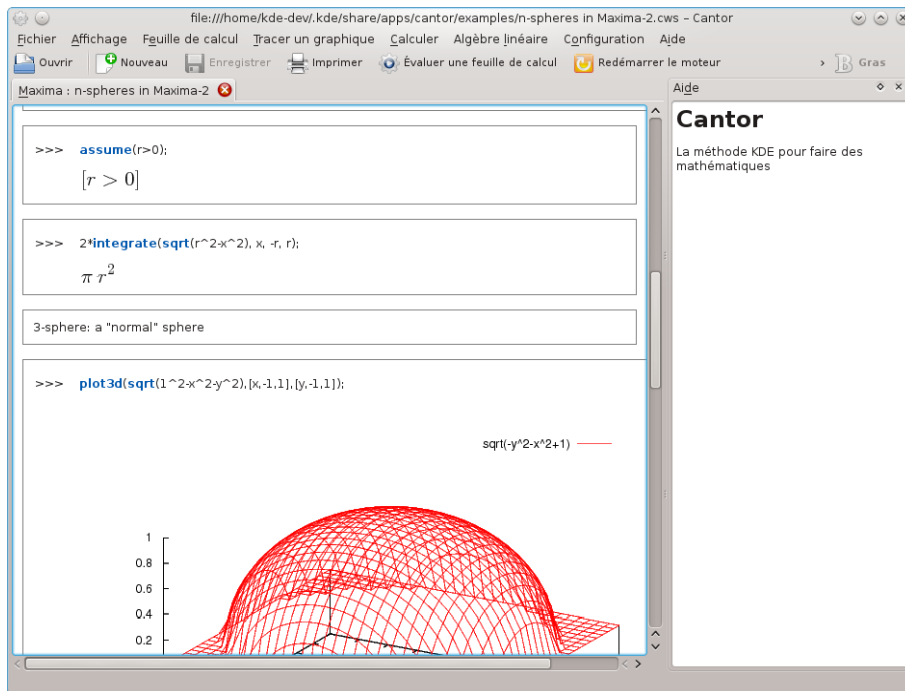 file:///home/kde-dev/.kde/share/apps/cantor/examples/n-spheres in Maxima-2.cws – Cantor
Fichier Affichage Feuille de calcul Tracer un graphique Calculer Algèbre linéaire Configuration Aide
Ouvrir Nouveau Enregistrer Imprimer Évaluer une feuille de calcul Redémarrer le moteur › B Gras
Maxima : n-spheres in Maxima-2
>>> assume(r>0);
[r > 0]
>>> 2*integrate(sqrt(r^2-x^2), x, -r, r);
π r²
3-sphere: a "normal" sphere
>>> plot3d(sqrt(1^2-x^2-y^2),[x,-1,1],[y,-1,1]);
sqrt(-y^2-x^2+1)
1
0.8
0.6
0.4
0.2
Aide
Cantor
La méthode KDE pour faire des
mathématiques